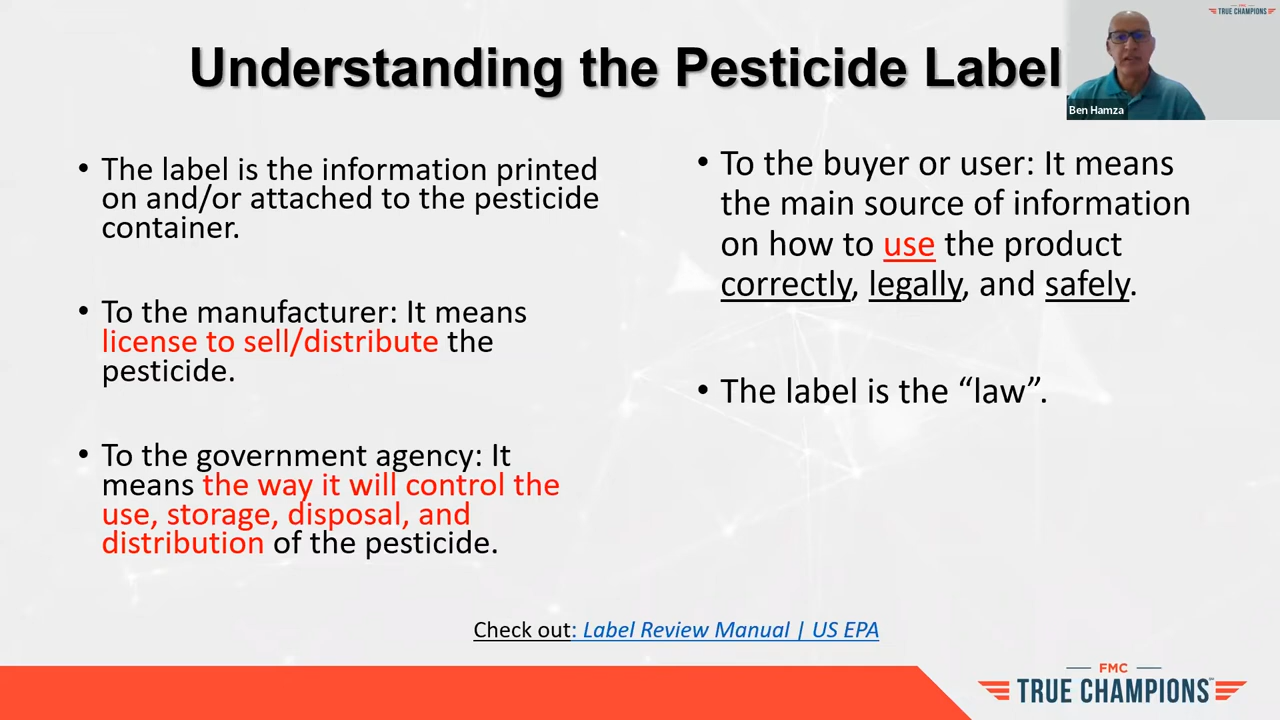 Understanding the Pesticide Label
FMC
TRUE CHAMPIONS
Ben Hamza
• The label is the information printed
on and/or attached to the pesticide
container.
• To the manufacturer: It means
license to sell/distribute the
pesticide.
• To the government agency: It
means the way it will control the
use, storage, disposal, and
distribution of the pesticide.
• To the buyer or user: It means
the main source of information
on how to use the product
correctly, legally, and safely.
• The label is the “law”.
Check out: Label Review Manual | US EPA
FMC
TRUE CHAMPIONS